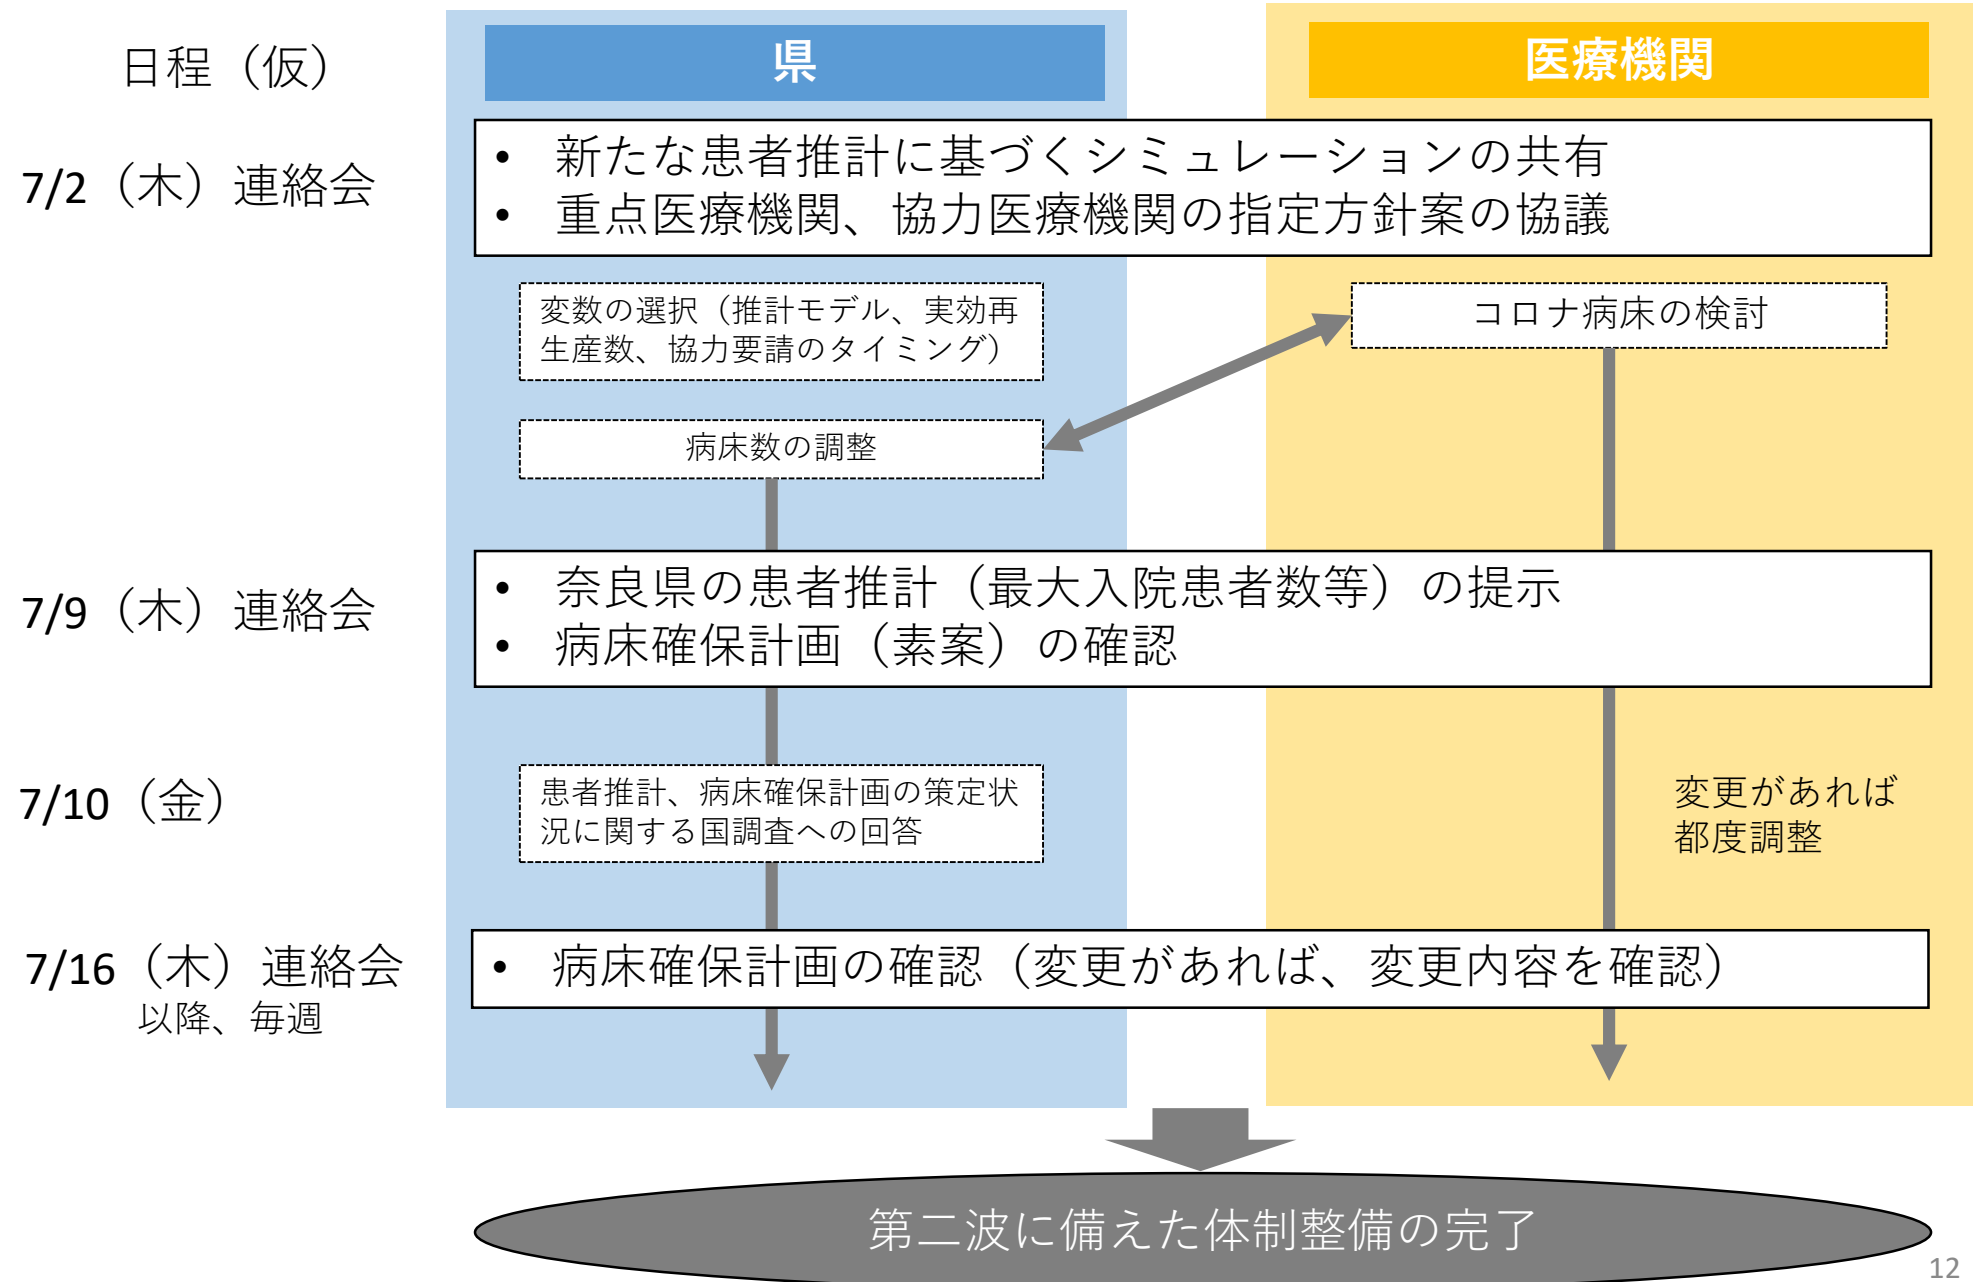 日程（仮）
県
医療機関
7/2（木）連絡会
• 新たな患者推計に基づくシミュレーションの共有
• 重点医療機関、協力医療機関の指定方針案の協議
変数の選択（推計モデル、実効再
生産数、協力要請のタイミング）
コロナ病床の検討
病床数の調整
7/9（木）連絡会
• 奈良県の患者推計（最大入院患者数等）の提示
• 病床確保計画（素案）の確認
7/10（金）
患者推計、病床確保計画の策定状
況に関する国調査への回答
変更があれば
都度調整
7/16（木）連絡会
以降、毎週
• 病床確保計画の確認（変更があれば、変更内容を確認）
第二波に備えた体制整備の完了
12